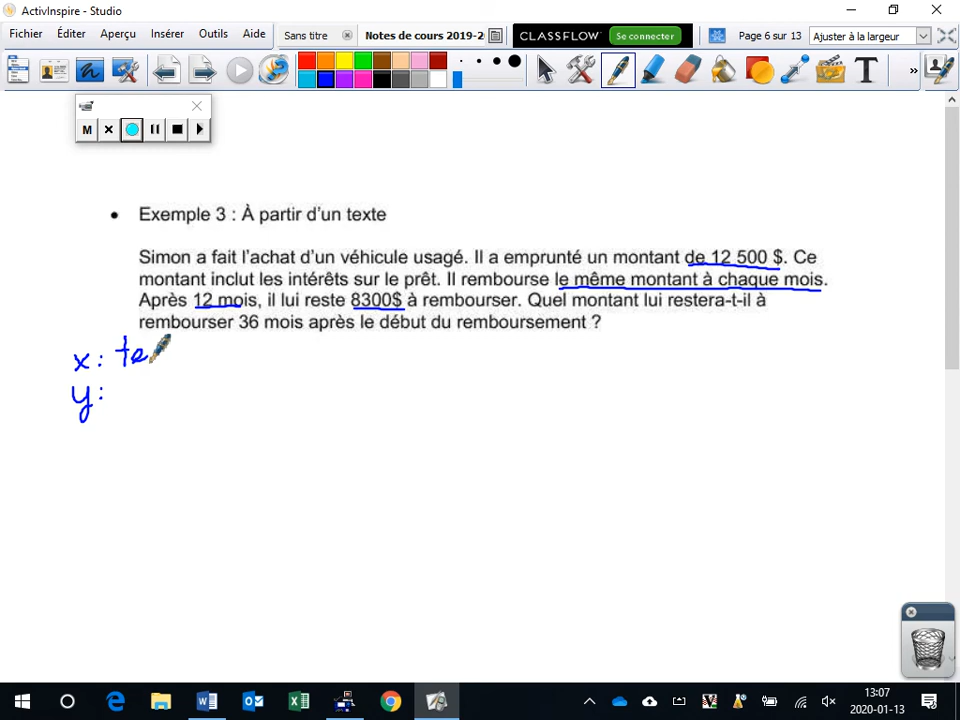 ActivInspire - Studio
Fichier Éditer Aperçu Insérer Outils Aide
Sans titre
Notes de cours 2019-2
CLASSFLOW Se connecter
Page 6 sur 13
Ajuster à la largeur
T
»
M
• Exemple 3 : À partir d'un texte
Simon a fait l'achat d'un véhicule usagé. Il a emprunté un montant de 12 500 $. Ce
montant inclut les intérêts sur le prêt. Il rembourse le même montant à chaque mois.
Après 12 mois, il lui reste 8300$ à rembourser. Quel montant lui restera-t-il à
rembourser 36 mois après le début du remboursement ?
x: te
y:
13:07
2020-01-13